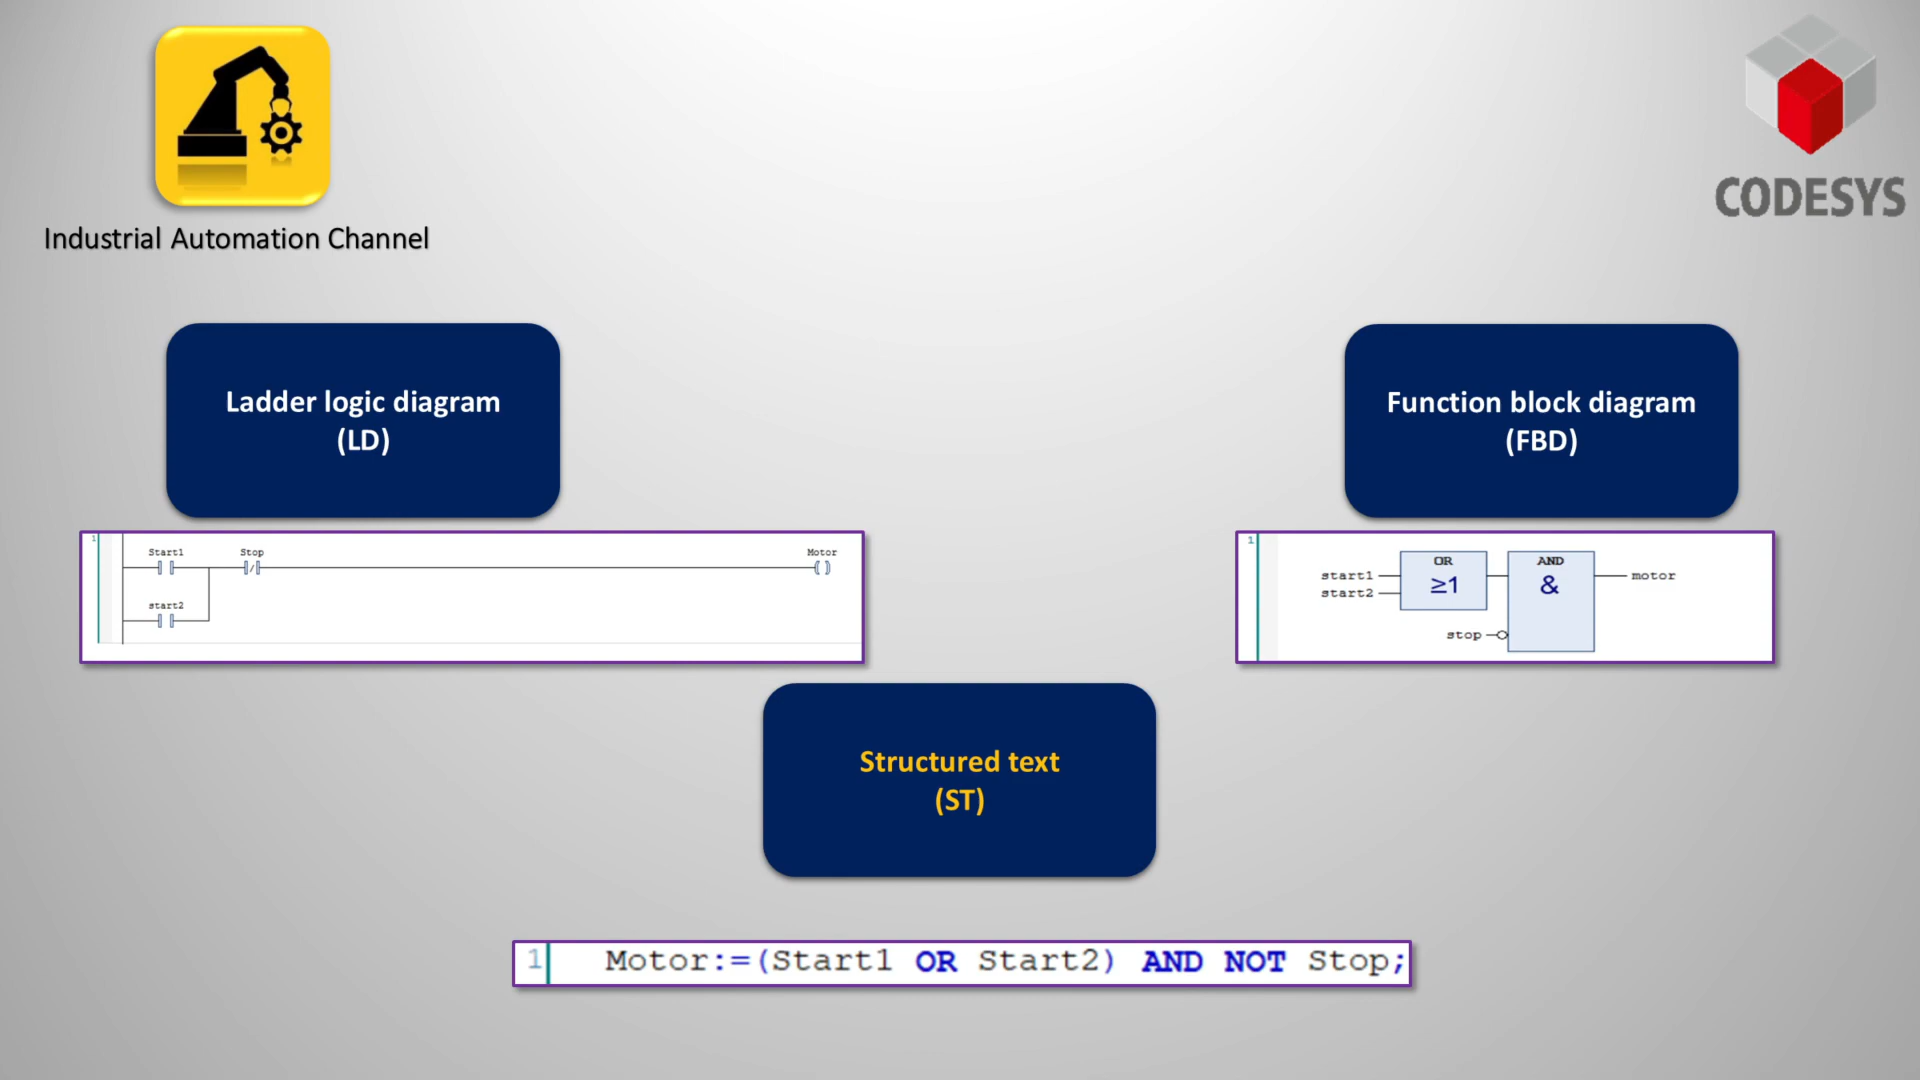 Industrial Automation Channel
CODESYS
Ladder logic diagram
(LD)
Function block diagram
(FBD)
1
Start1
Stop
Motor
start2
1
OR
AND
start1
≥1
&
motor
start2
stop
Structured text
(ST)
1 Motor:=(Start1 OR Start2) AND NOT Stop;